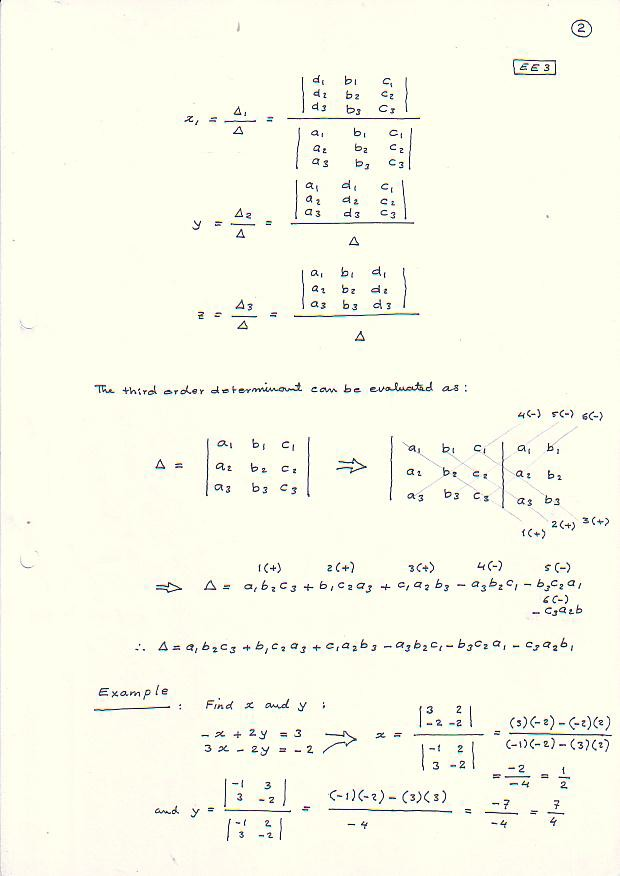 2
EE3
x₁ = Δ₁/Δ = |d₁ b₁ c₁; d₂ b₂ c₂; d₃ b₃ c₃| / |a₁ b₁ c₁; a₂ b₂ c₂; a₃ b₃ c₃|
y = Δ₂/Δ = |a₁ d₁ c₁; a₂ d₂ c₂; a₃ d₃ c₃| / Δ
z = Δ₃/Δ = |a₁ b₁ d₁; a₂ b₂ d₂; a₃ b₃ d₃| / Δ
The third order determinant can be evaluated as:
4(-) 5(-) 6(-)
Δ = |a₁ b₁ c₁; a₂ b₂ c₂; a₃ b₃ c₃| ⇒ |a₁ b₁ c₁; a₂ b₂ c₂; a₃ b₃ c₃| a₁ b₁; a₂ b₂; a₃ b₃
1(+) 2(+) 3(+)
1(+) 2(+) 3(+) 4(-) 5(-)
⇒ Δ = a₁b₂c₃ + b₁c₂a₃ + c₁a₂b₃ - a₃b₂c₁ - b₃c₂a₁
6(-)
- c₃a₂b
∴ Δ = a₁b₂c₃ + b₁c₂a₃ + c₁a₂b₃ - a₃b₂c₁ - b₃c₂a₁ - c₃a₂b₁
Example : Find x and y ;
-x + 2y = 3
3x - 2y = -2
x = |3 2; -2 -2| / |-1 2; 3 -2| = (3)(-2) - (-2)(2) / (-1)(-2) - (3)(2)
= -2/-4 = 1/2
and y = |-1 3; 3 -2| / |-1 2; 3 -2| = (-1)(-2) - (3)(3) / -4 = -7/-4 = 7/4